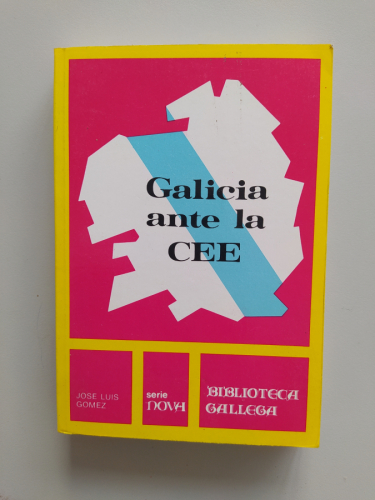 Galicia
ante la
CEE
JOSE LUIS
GOMEZ
serie
NOVA
BIBLIOTECA
GALLEGA